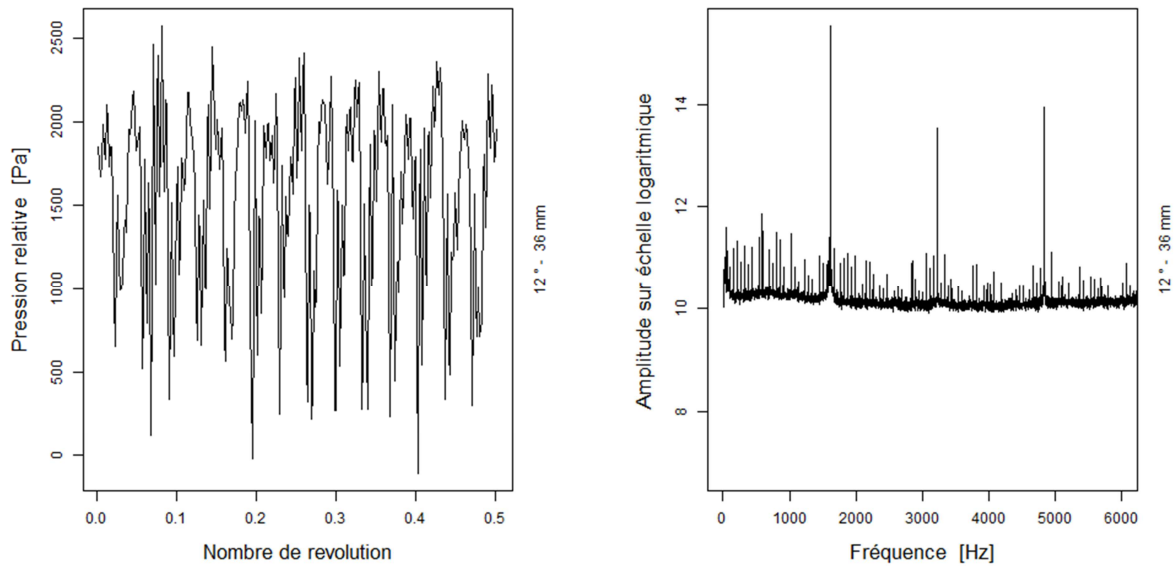 Pression relative [Pa]
2500
2000
1500
1000
500
0
0.0 0.1 0.2 0.3 0.4 0.5
Nombre de revolution
12 ° - 36 mm
Amplitude sur échelle logaritmique
14
12
10
8
0 1000 2000 3000 4000 5000 6000
Fréquence [Hz]
12 ° - 36 mm